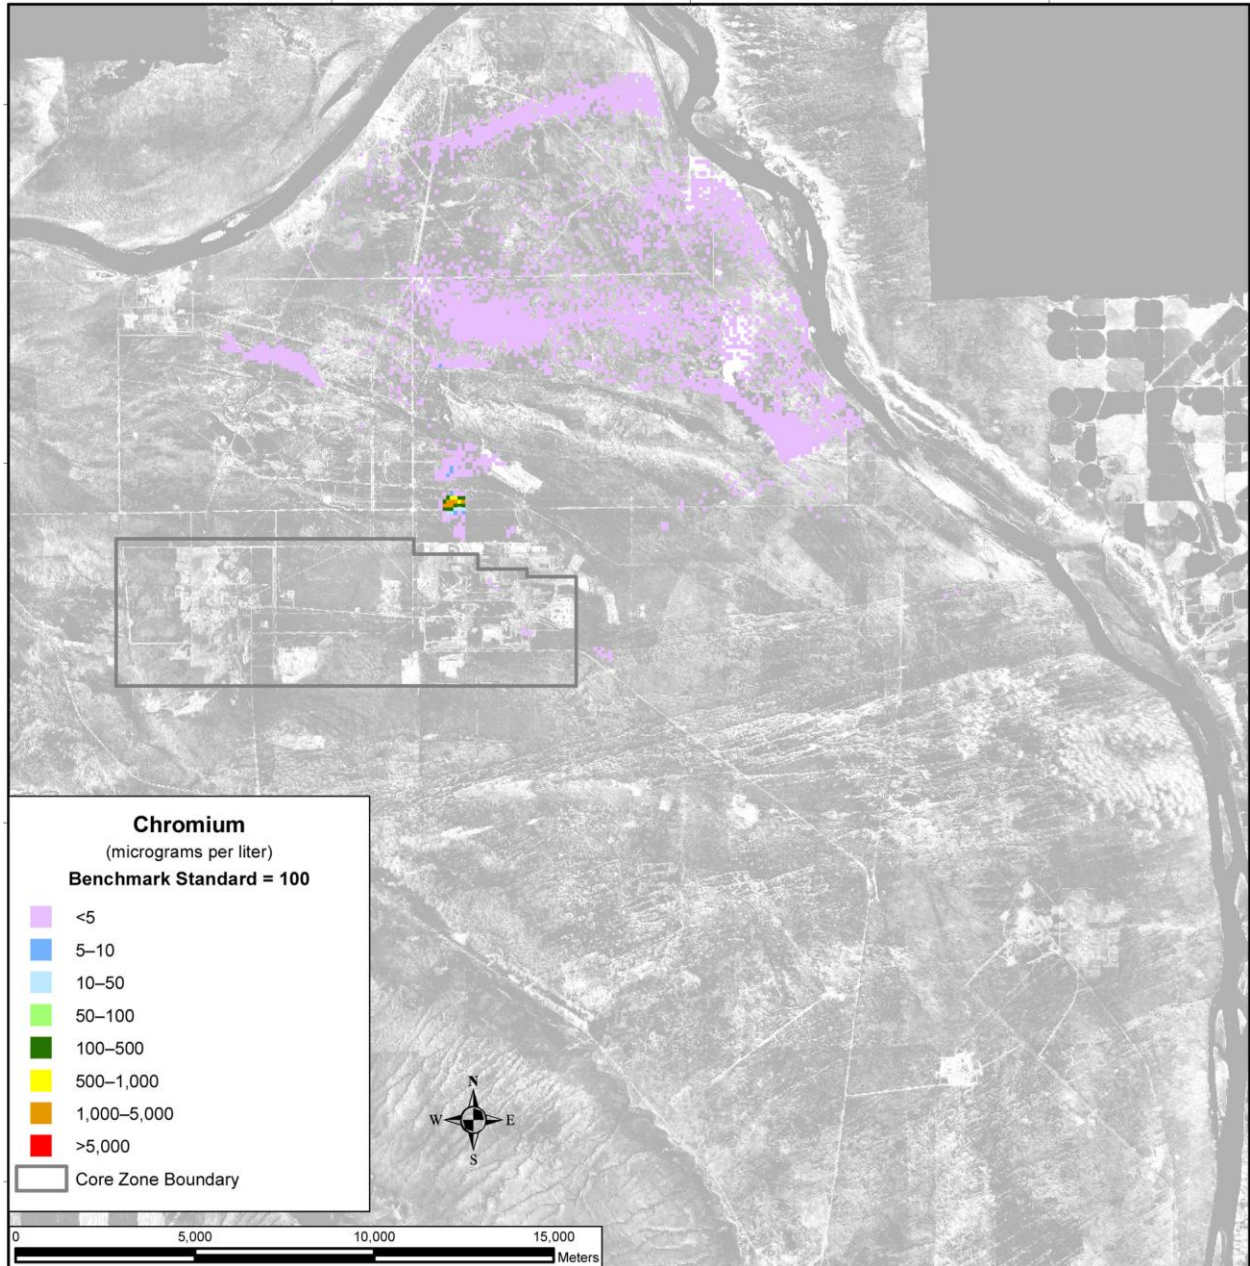 Chromium
(micrograms per liter)
Benchmark Standard = 100
<5
5–10
10–50
50–100
100–500
500–1,000
1,000–5,000
>5,000
Core Zone Boundary
N
W E
S
0 5,000 10,000 15,000
Meters